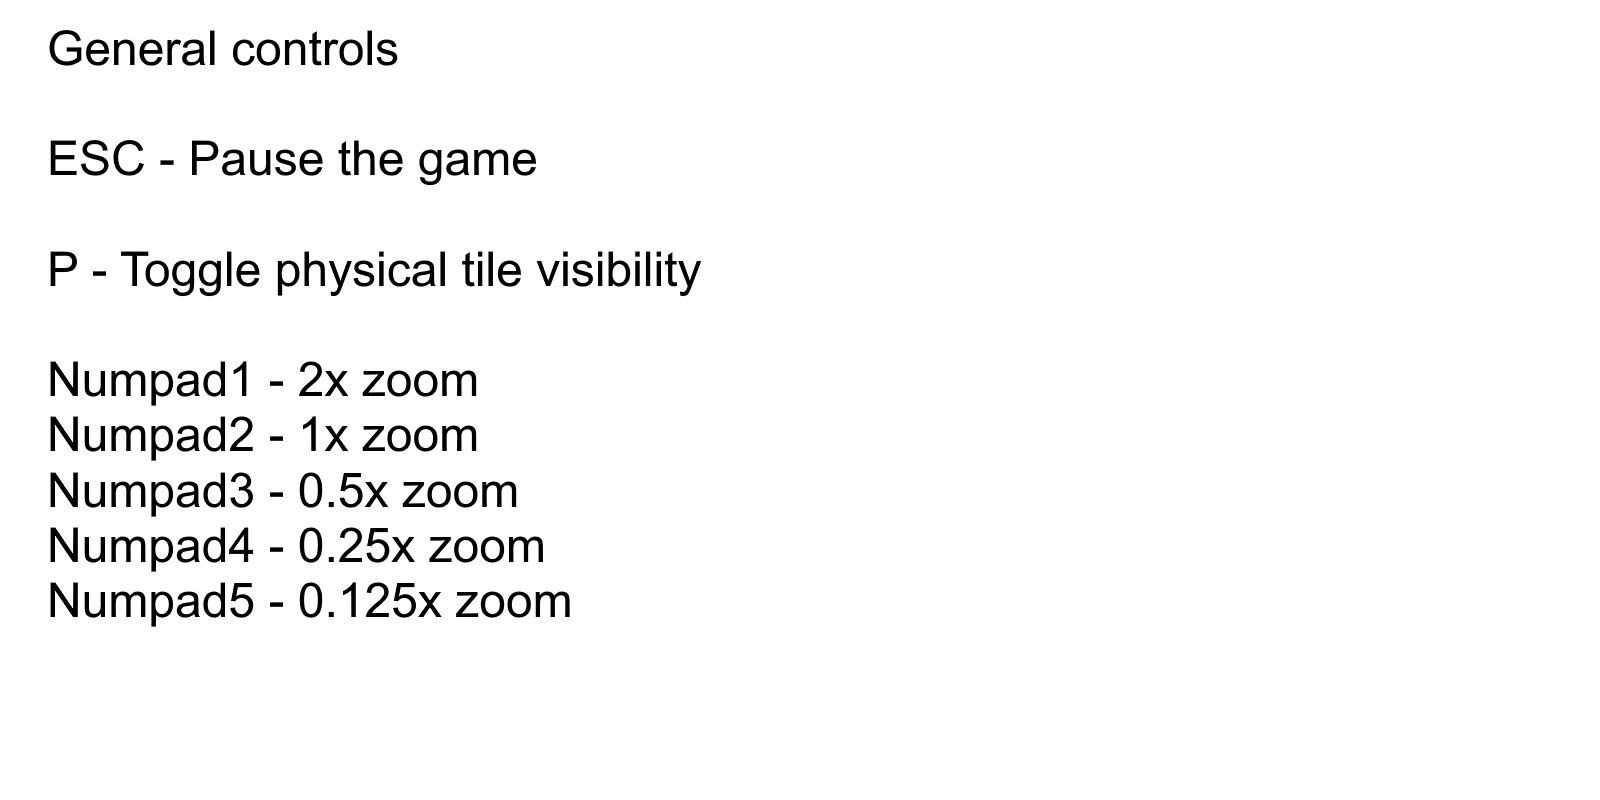 General controls
ESC - Pause the game
P - Toggle physical tile visibility
Numpad1 - 2x zoom
Numpad2 - 1x zoom
Numpad3 - 0.5x zoom
Numpad4 - 0.25x zoom
Numpad5 - 0.125x zoom